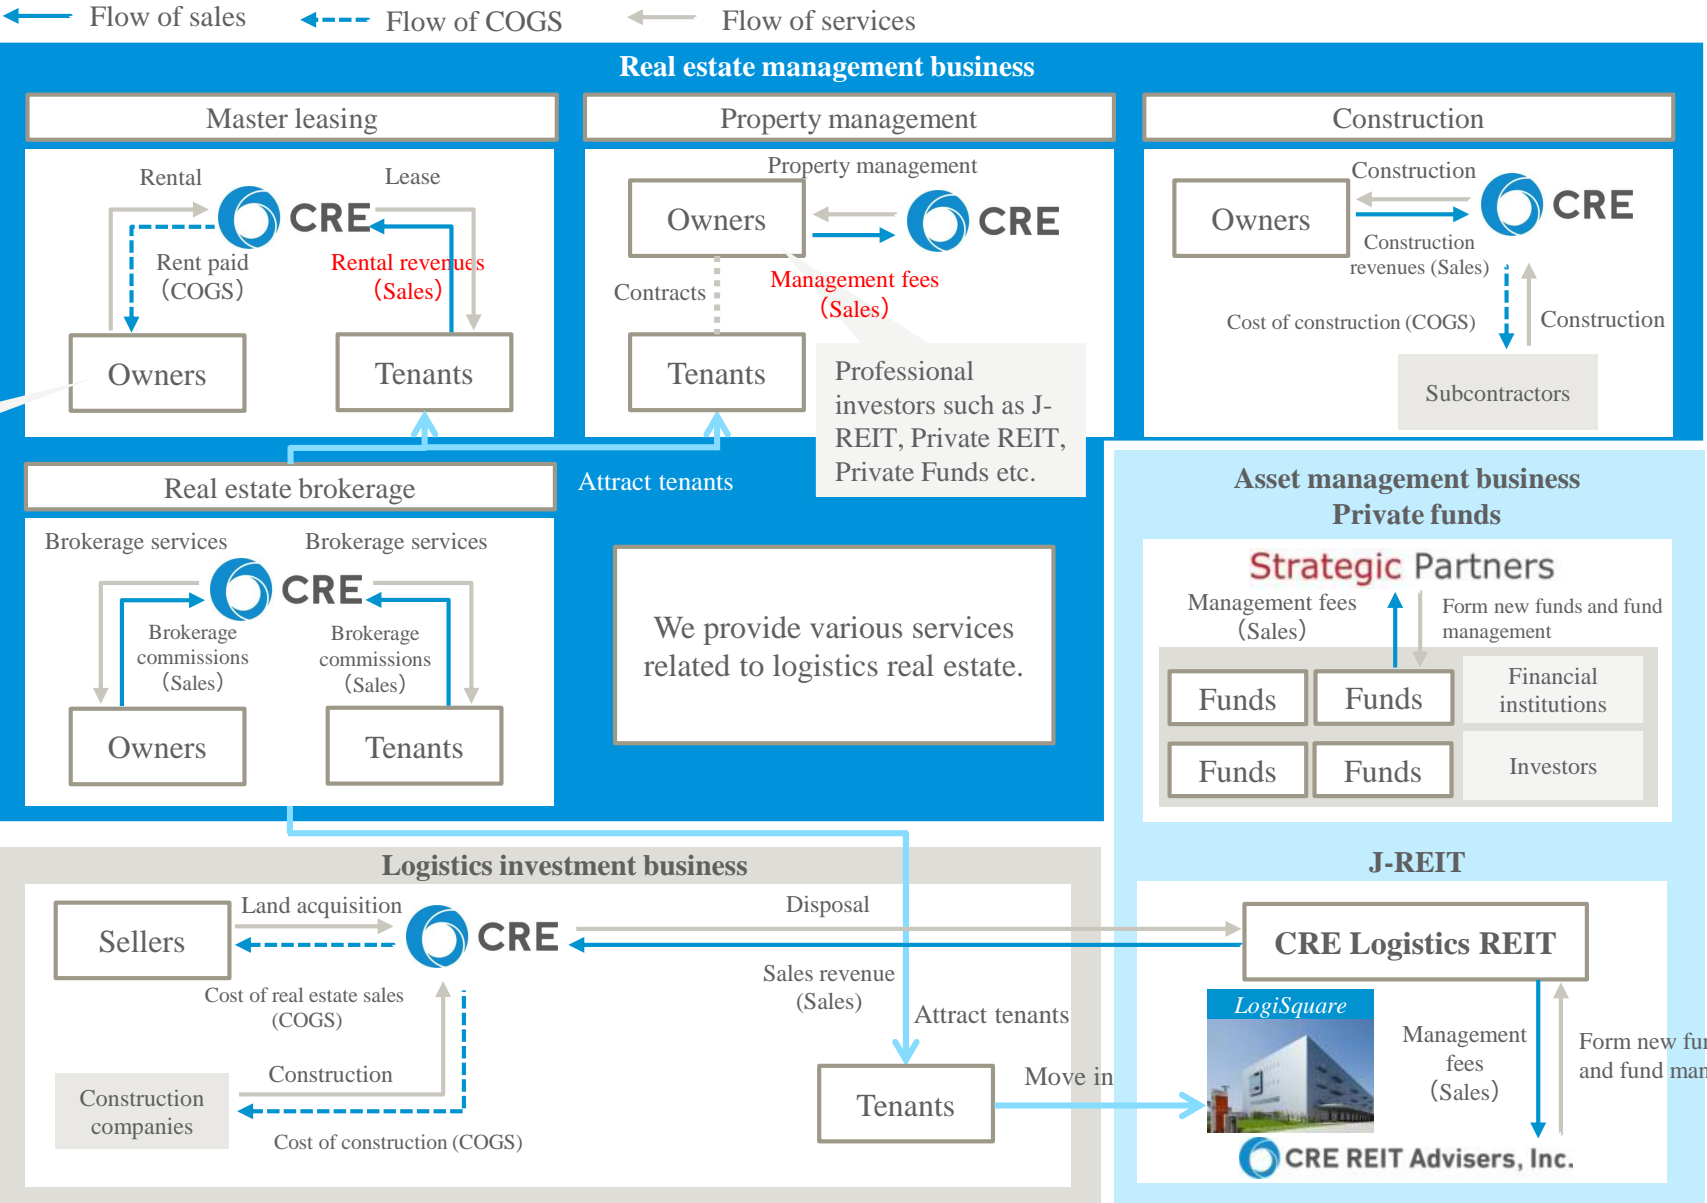 Flow of sales
Flow of COGS
Flow of services
Real estate management business
Master leasing
Rental
Lease
CRE
Rent paid
（COGS）
Rental revenues
（Sales）
Owners
Tenants
Property management
Property management
Owners
CRE
Contracts
Management fees
（Sales）
Tenants
Professional
investors such as J-
REIT, Private REIT,
Private Funds etc.
Construction
Construction
Owners
CRE
Construction
revenues (Sales)
Cost of construction (COGS)
Construction
Subcontractors
Real estate brokerage
Attract tenants
Brokerage services
Brokerage services
CRE
Brokerage
commissions
（Sales）
Brokerage
commissions
（Sales）
Owners
Tenants
We provide various services
related to logistics real estate.
Asset management business
Private funds
Strategic Partners
Management fees
（Sales）
Form new funds and fund
management
Funds
Funds
Financial
institutions
Funds
Funds
Investors
Logistics investment business
Sellers
Land acquisition
CRE
Disposal
Cost of real estate sales
(COGS)
Sales revenue
(Sales)
Attract tenants
Construction
Construction
companies
Cost of construction (COGS)
Tenants
Move in
J-REIT
CRE Logistics REIT
LogiSquare
Management
fees
（Sales）
Form new fu
and fund man
CRE REIT Advisers, Inc.